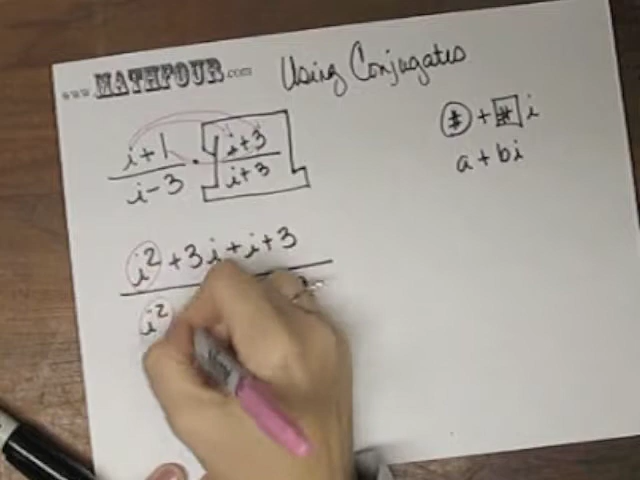 www.MATHFOUR.com Using Conjugates
i+1 · i+3
i-3 i+3
# + # i
a + bi
i² + 3i + i + 3
i²